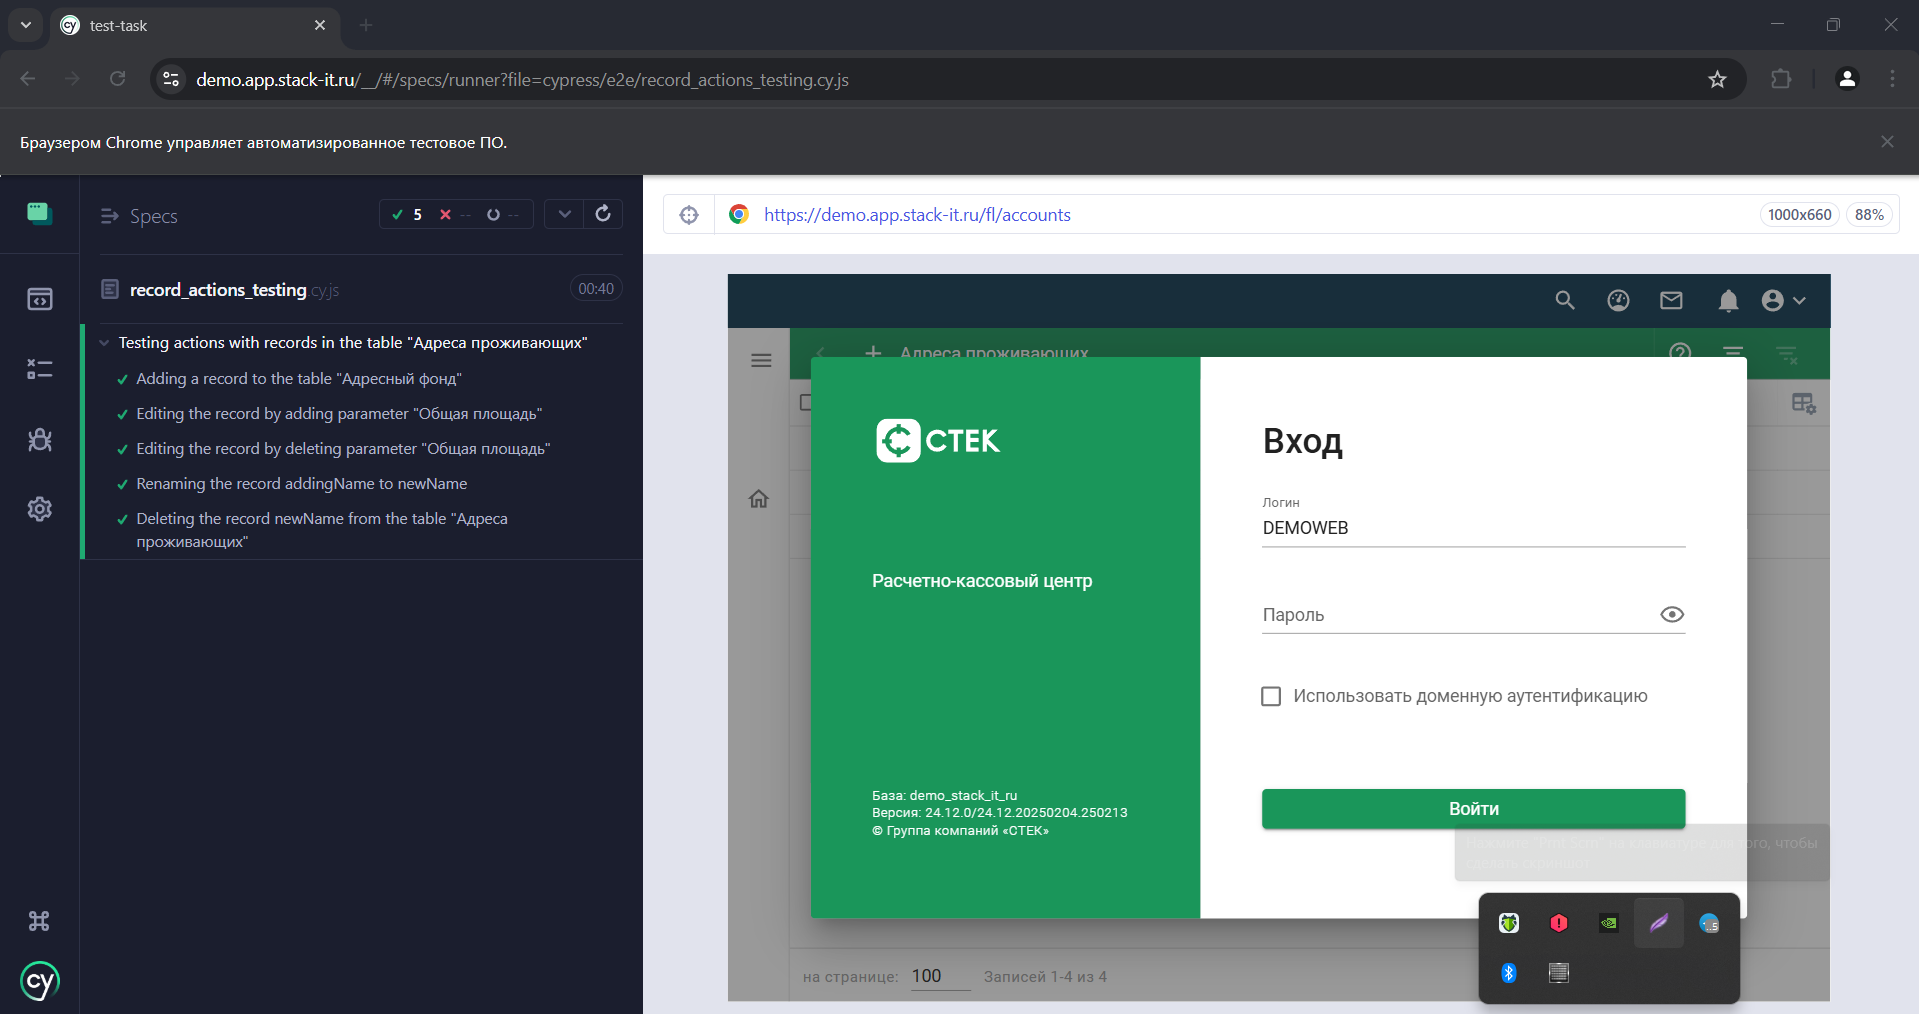 test-task
demo.app.stack-it.ru/__/#/specs/runner?file=cypress/e2e/record_actions_testing.cy.js
Браузером Chrome управляет автоматизированное тестовое ПО.
Specs
5 -- --
https://demo.app.stack-it.ru/fl/accounts
1000x660
88%
record_actions_testing.cy.js
00:40
Testing actions with records in the table "Адреса проживающих"
Adding a record to the table "Адресный фонд"
Editing the record by adding parameter "Общая площадь"
Editing the record by deleting parameter "Общая площадь"
Renaming the record addingName to newName
Deleting the record newName from the table "Адреса
проживающих"
Адреса проживающих
СТЕК
Расчетно-кассовый центр
База: demo_stack_it_ru
Версия: 24.12.0/24.12.20250204.250213
© Группа компаний «СТЕК»
Вход
Логин
DEMOWEB
Пароль
Использовать доменную аутентификацию
Войти
того, чтобы
на странице: 100 Записей 1-4 из 4
cy